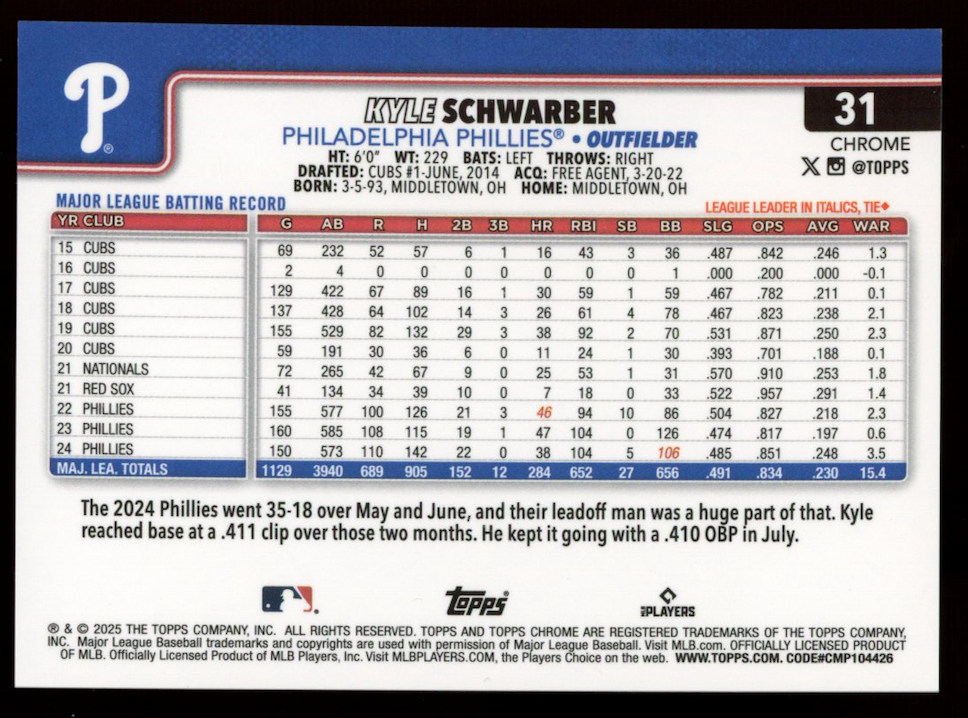 P®
KYLE SCHWARBER
31
PHILADELPHIA PHILLIES® • OUTFIELDER
CHROME
HT: 6'0" WT: 229 BATS: LEFT THROWS: RIGHT
@TOPPS
DRAFTED: CUBS #1-JUNE, 2014 ACQ: FREE AGENT, 3-20-22
BORN: 3-5-93, MIDDLETOWN, OH HOME: MIDDLETOWN, OH
MAJOR LEAGUE BATTING RECORD
LEAGUE LEADER IN ITALICS, TIE♦
YR CLUB G AB R H 2B 3B HR RBI SB BB SLG OPS AVG WAR
15 CUBS 69 232 52 57 6 1 16 43 3 36 .487 .842 .246 1.3
16 CUBS 2 4 0 0 0 0 0 0 0 1 .000 .200 .000 -0.1
17 CUBS 129 422 67 89 16 1 30 59 1 59 .467 .782 .211 0.1
18 CUBS 137 428 64 102 14 3 26 61 4 78 .467 .823 .238 2.1
19 CUBS 155 529 82 132 29 3 38 92 2 70 .531 .871 .250 2.3
20 CUBS 59 191 30 36 6 0 11 24 1 30 .393 .701 .188 0.1
21 NATIONALS 72 265 42 67 9 0 25 53 1 31 .570 .910 .253 1.8
21 RED SOX 41 134 34 39 10 0 7 18 0 33 .522 .957 .291 1.4
22 PHILLIES 155 577 100 126 21 3 46 94 10 86 .504 .827 .218 2.3
23 PHILLIES 160 585 108 115 19 1 47 104 0 126 .474 .817 .197 0.6
24 PHILLIES 150 573 110 142 22 0 38 104 5 106 .485 .851 .248 3.5
MAJ. LEA. TOTALS 1129 3940 689 905 152 12 284 652 27 656 .491 .834 .230 15.4
The 2024 Phillies went 35-18 over May and June, and their leadoff man was a huge part of that. Kyle
reached base at a .411 clip over those two months. He kept it going with a .410 OBP in July.
Topps
MLB PLAYERS
® & © 2025 THE TOPPS COMPANY, INC. ALL RIGHTS RESERVED. TOPPS AND TOPPS CHROME ARE REGISTERED TRADEMARKS OF THE TOPPS COMPANY,
INC. Major League Baseball trademarks and copyrights are used with permission of Major League Baseball. Visit MLB.com. OFFICIALLY LICENSED PRODUCT
OF MLB. Officially Licensed Product of MLB Players, Inc. Visit MLBPLAYERS.COM, the Players Choice on the web. WWW.TOPPS.COM. CODE#CMP104426